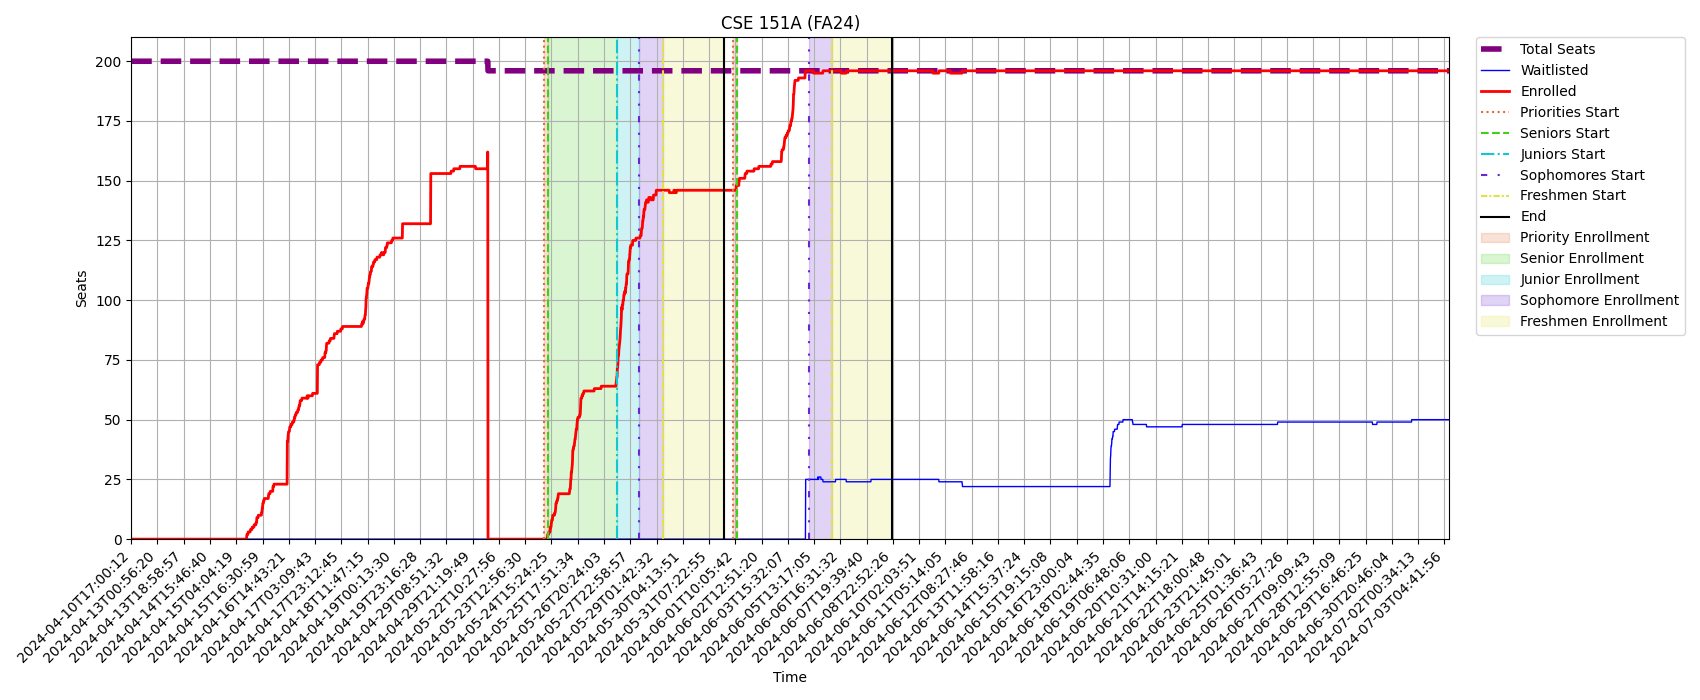 CSE 151A (FA24)
Total Seats
Waitlisted
Enrolled
Priorities Start
Seniors Start
Juniors Start
Sophomores Start
Freshmen Start
End
Priority Enrollment
Senior Enrollment
Junior Enrollment
Sophomore Enrollment
Freshmen Enrollment
Seats
200
175
150
125
100
75
50
25
0
2024-04-10T17:00:12
2024-04-13T00:56:20
2024-04-13T18:58:57
2024-04-14T15:46:40
2024-04-15T04:04:19
2024-04-15T16:30:59
2024-04-16T14:43:21
2024-04-17T03:09:43
2024-04-17T23:12:45
2024-04-18T11:47:15
2024-04-19T00:13:30
2024-04-19T23:16:28
2024-04-29T08:51:32
2024-04-29T21:19:49
2024-05-22T10:27:56
2024-05-23T12:56:30
2024-05-24T15:24:25
2024-05-25T17:51:34
2024-05-26T20:24:03
2024-05-27T22:58:57
2024-05-29T01:42:32
2024-05-30T04:13:51
2024-05-31T07:22:55
2024-06-01T10:05:42
2024-06-02T12:51:20
2024-06-03T15:32:07
2024-06-05T13:17:05
2024-06-06T16:31:32
2024-06-07T19:39:40
2024-06-08T22:52:26
2024-06-10T02:03:51
2024-06-11T05:14:05
2024-06-12T08:27:46
2024-06-13T11:58:16
2024-06-14T15:37:24
2024-06-15T19:15:08
2024-06-16T23:00:04
2024-06-18T02:44:35
2024-06-19T06:48:06
2024-06-20T10:31:00
2024-06-21T14:15:21
2024-06-22T18:00:48
2024-06-23T21:45:01
2024-06-25T01:36:43
2024-06-26T05:27:26
2024-06-27T09:09:43
2024-06-28T12:55:09
2024-06-29T16:46:25
2024-06-30T20:46:04
2024-07-02T00:34:13
2024-07-03T04:41:56
Time